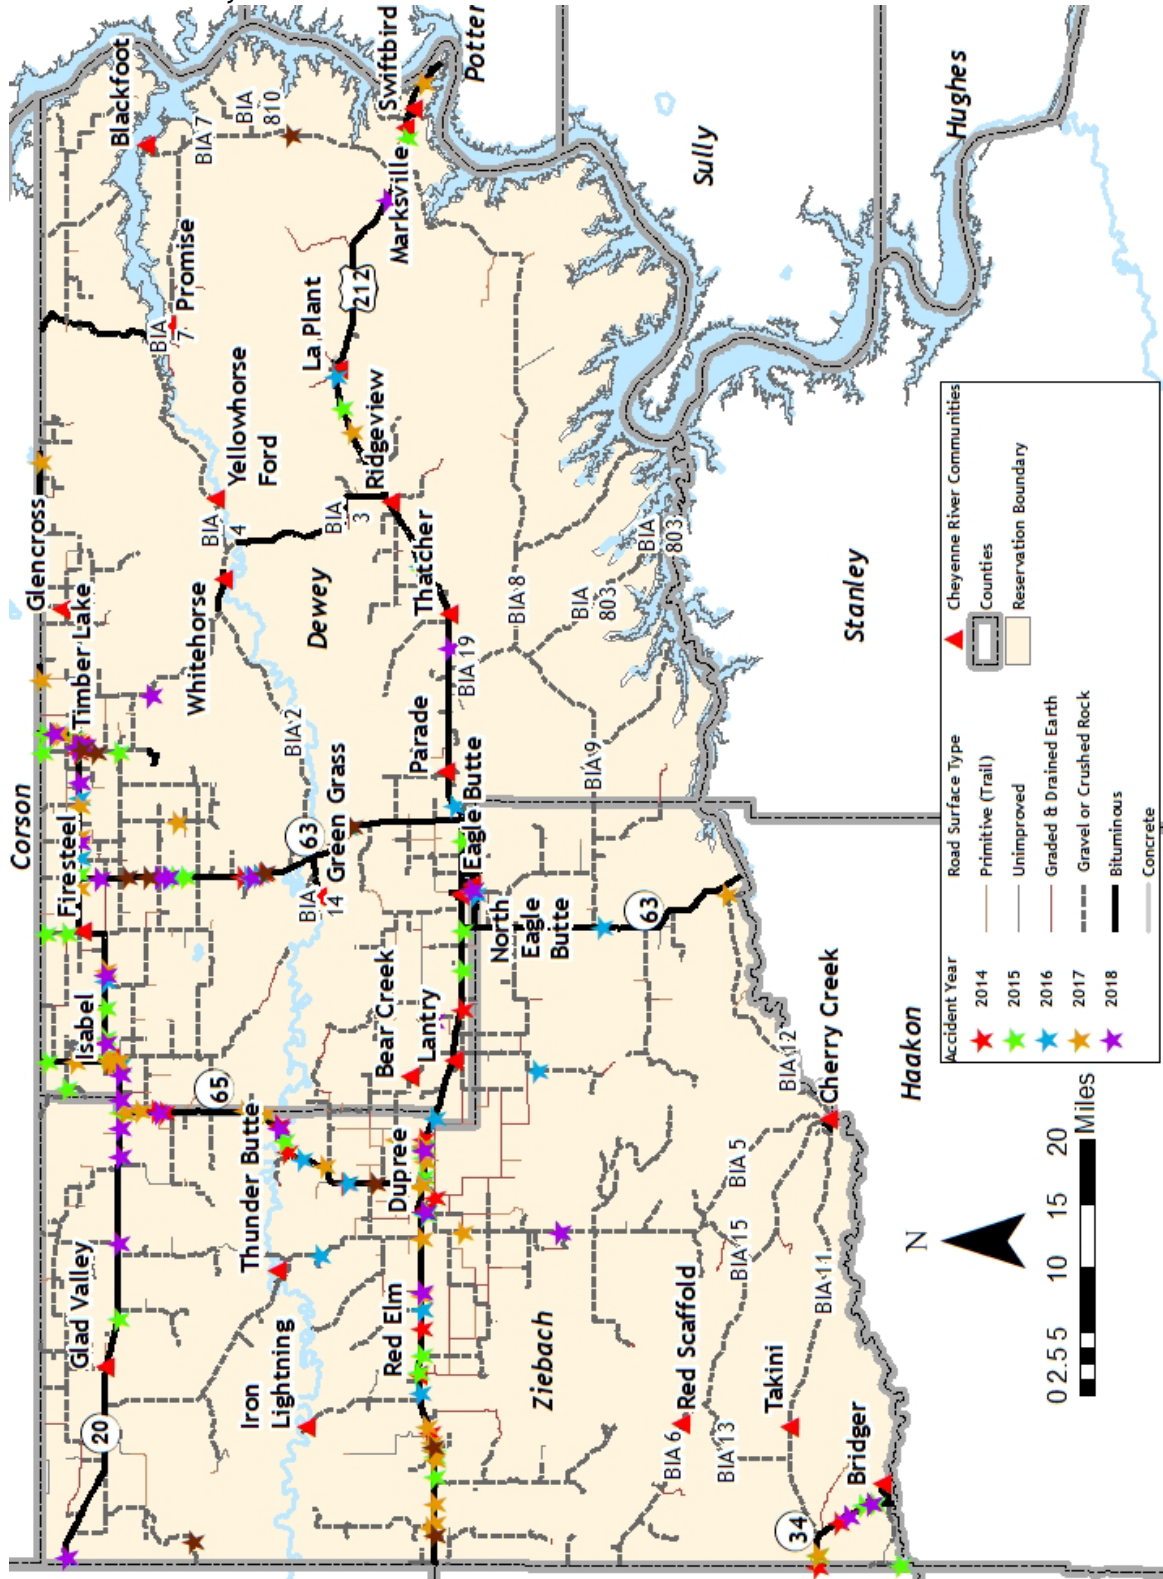 Corson
Glencross
Blackfoot
Timber Lake
Firesteel
Isabel
Glad Valley
20
65
BIA
7
Promise
BIA 7
BIA
810
Swiftbird
Potter
Yellowhorse
Ford
BIA
4
Whitehorse
La Plant
212
Marksville
Ridgeview
BIA
3
Dewey
BIA 2
63
Green Grass
BIA
14
Thunder Butte
Iron
Lightning
Thatcher
BIA 19
Parade
Eagle Butte
North
Eagle
Butte
Bear Creek
Lantry
Dupree
Red Elm
Ziebach
BIA 8
BIA
803
BIA
803
BIA 9
63
Sully
Hughes
Stanley
Haakon
BIA 12
Cherry Creek
BIA 5
BIA 15
BIA 11
Red Scaffold
BIA 6
BIA 13
Takini
Bridger
34
N
0 2.5 5 10 15 20
Miles
Accident Year
2014
2015
2016
2017
2018
Road Surface Type
Primitive (Trail)
Unimproved
Graded & Drained Earth
Gravel or Crushed Rock
Bituminous
Concrete
Cheyenne River Communities
Counties
Reservation Boundary